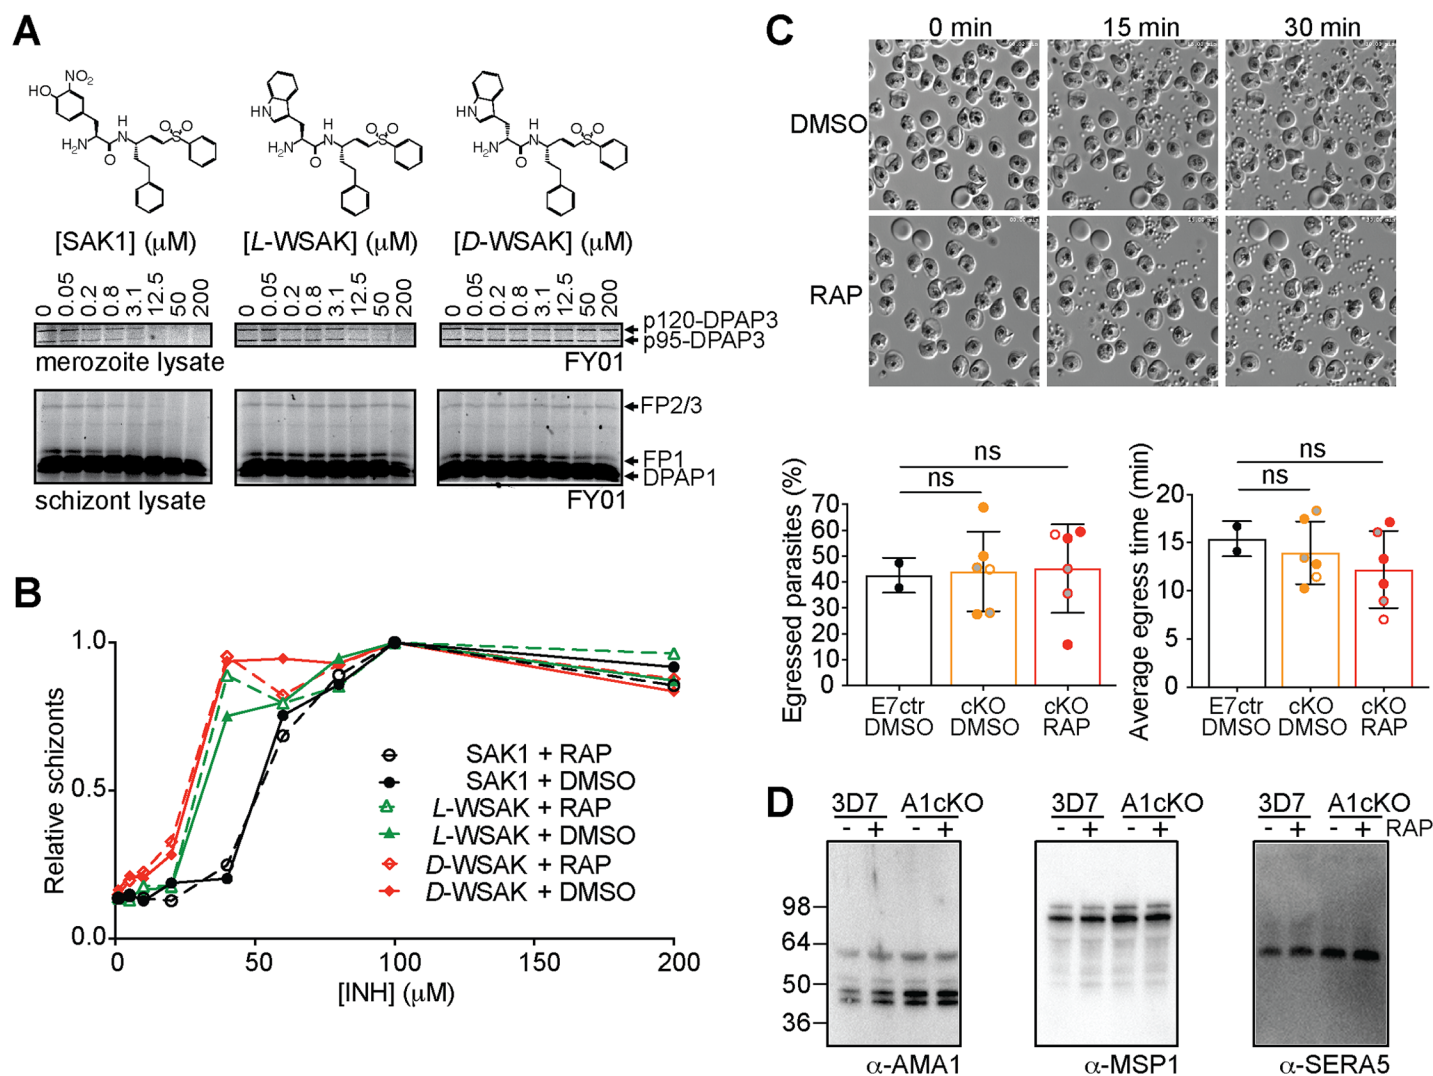 A
NO2
HO
H
N
H2N
O
O
O
S
HN
H
N
H2N
O
O
O
S
HN
H
N
H2N
O
O
O
S
[SAK1] (µM)
[L-WSAK] (µM)
[D-WSAK] (µM)
0 0.05 0.2 0.8 3.1 12.5 50 200
0 0.05 0.2 0.8 3.1 12.5 50 200
0 0.05 0.2 0.8 3.1 12.5 50 200
p120-DPAP3
p95-DPAP3
merozoite lysate
FY01
FP2/3
FP1
DPAP1
schizont lysate
FY01
B
Relative schizonts
1.0
0.5
0.0
0 50 100 150 200
[INH] (µM)
SAK1 + RAP
SAK1 + DMSO
L-WSAK + RAP
L-WSAK + DMSO
D-WSAK + RAP
D-WSAK + DMSO
C
0 min 15 min 30 min
DMSO
RAP
Egressed parasites (%)
70
60
50
40
30
20
10
0
ns
ns
E7ctr DMSO
cKO DMSO
cKO RAP
Average egress time (min)
20
15
10
5
0
ns
ns
E7ctr DMSO
cKO DMSO
cKO RAP
D
3D7 A1cKO
- + - +
3D7 A1cKO
- + - +
3D7 A1cKO
- + - + RAP
98
64
50
36
α-AMA1
α-MSP1
α-SERA5